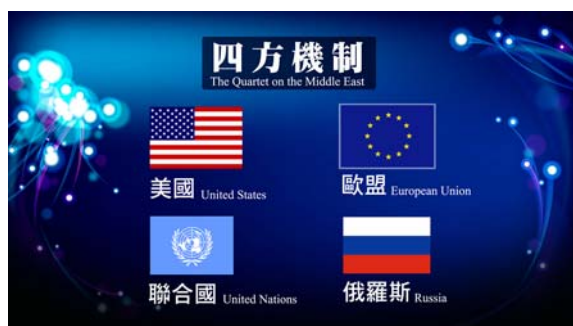 四方機制
The Quartet on the Middle East
美國 United States
歐盟 European Union
聯合國 United Nations
俄羅斯 Russia